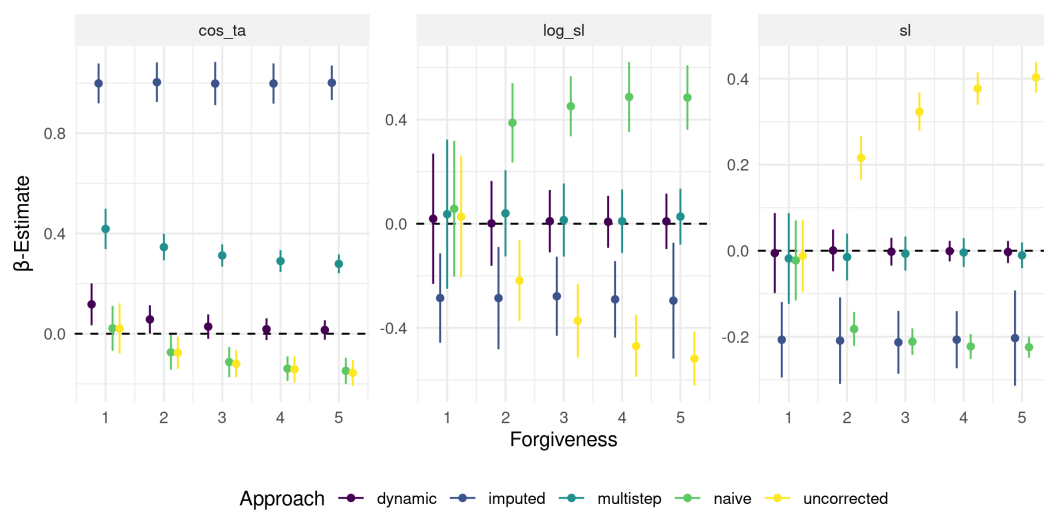 cos_ta
log_sl
sl
β-Estimate
0.8
0.4
0.0
0.4
0.0
-0.4
0.4
0.2
0.0
-0.2
1 2 3 4 5
1 2 3 4 5
1 2 3 4 5
Forgiveness
Approach dynamic imputed multistep naive uncorrected